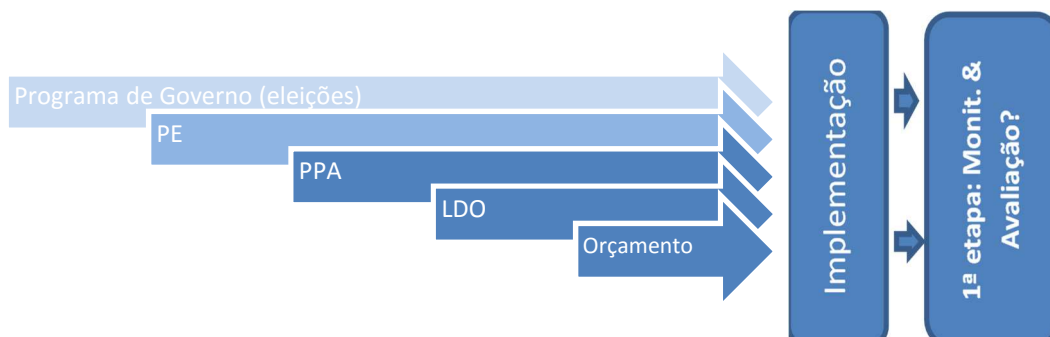 Programa de Governo (eleições)
PE
PPA
LDO
Orçamento
Implementação
1ª etapa: Monit. &
Avaliação?